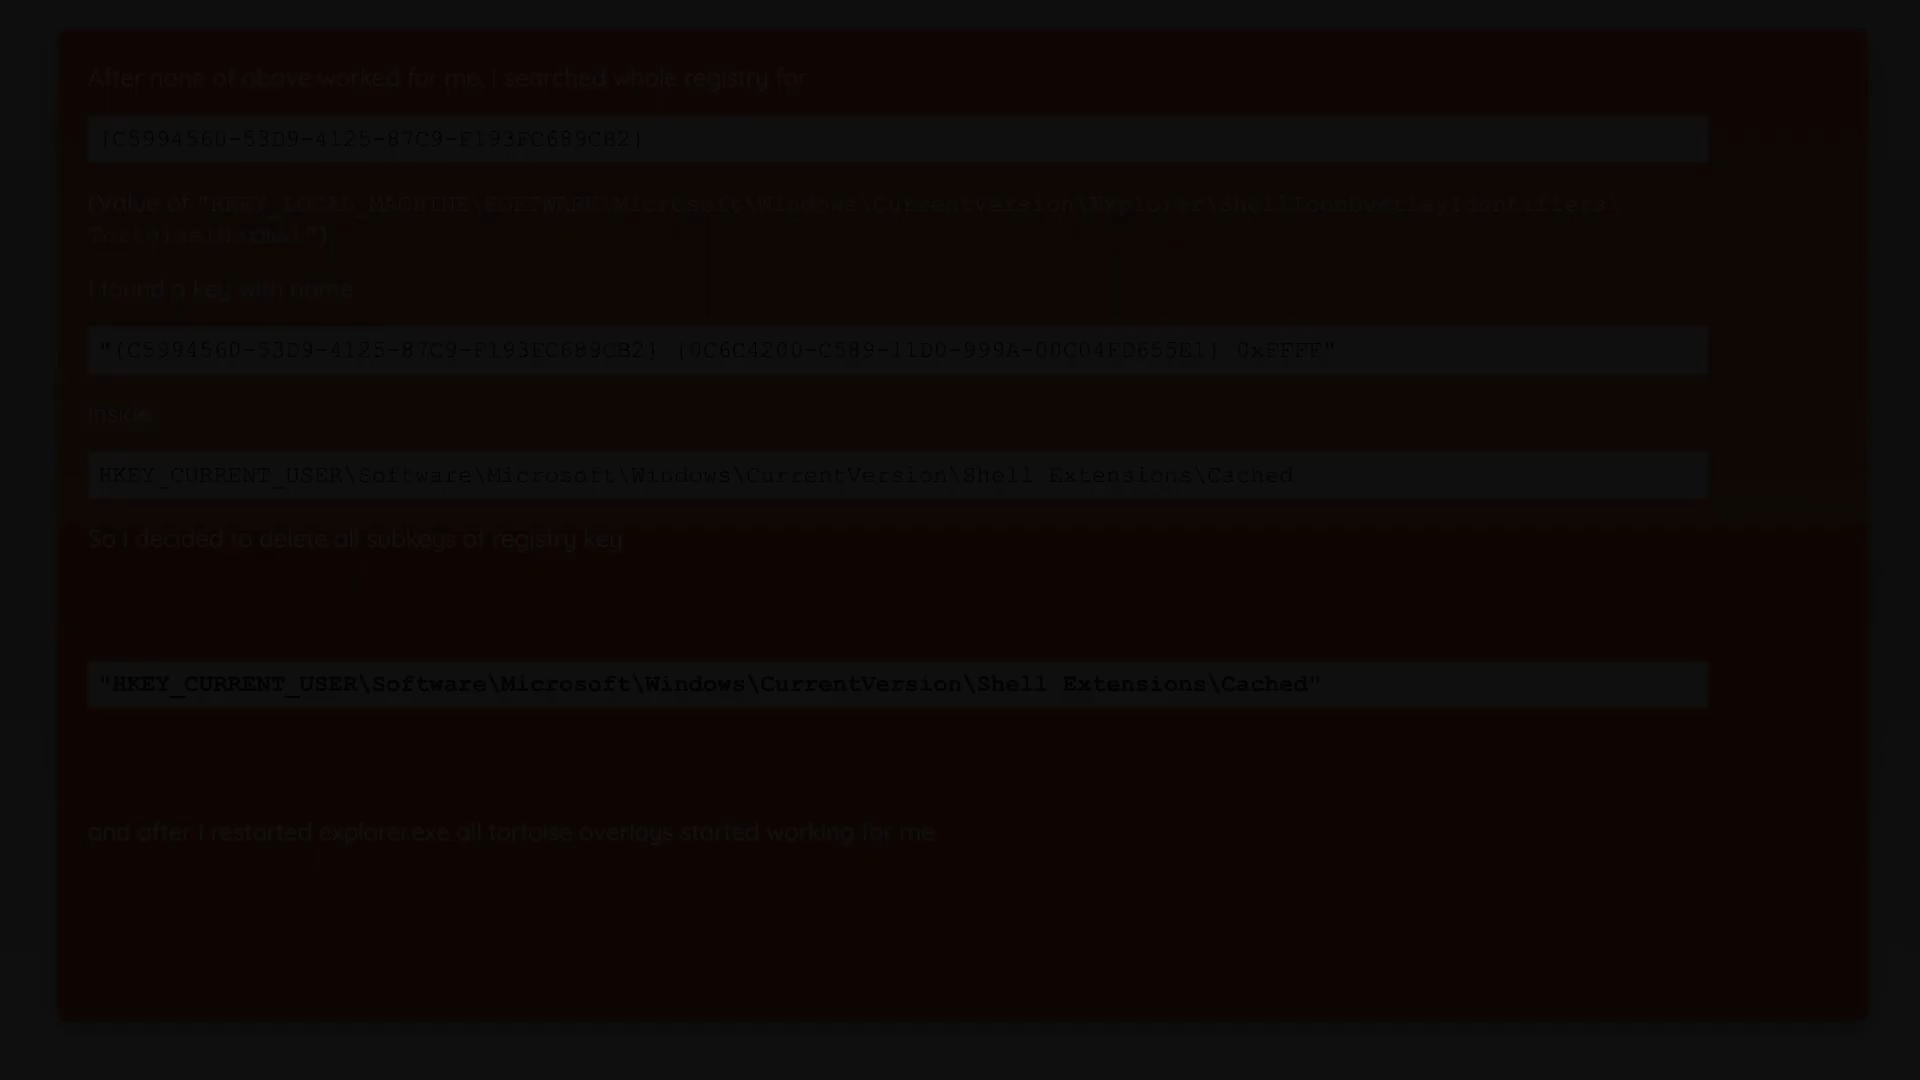 After none of above worked for me, I searched whole registry for
{C5994560-53D9-4125-87C9-F193FC689CB2}
(value of "HKEY_LOCAL_MACHINE\SOFTWARE\Microsoft\Windows\CurrentVersion\Explorer\ShellIconOverlayIdentifiers\
I found a key with name
"{C5994560-53D9-4125-87C9-F193FC689CB2} {0C6C4200-C589-11D0-999A-00C04FD655E1} 0xFFFF"
inside
HKEY_CURRENT_USER\Software\Microsoft\Windows\CurrentVersion\Shell Extensions\Cached
So I decided to delete all subkeys of registry key
"HKEY_CURRENT_USER\Software\Microsoft\Windows\CurrentVersion\Shell Extensions\Cached"
and after I restarted explorer.exe all tortoise overlays started working for me